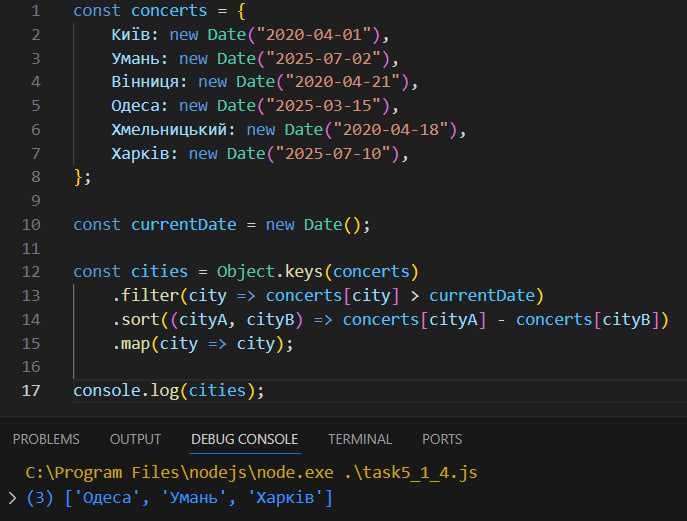 1 const concerts = {
2     Київ: new Date("2020-04-01"),
3     Умань: new Date("2025-07-02"),
4     Вінниця: new Date("2020-04-21"),
5     Одеса: new Date("2025-03-15"),
6     Хмельницький: new Date("2020-04-18"),
7     Харків: new Date("2025-07-10"),
8 };
9
10 const currentDate = new Date();
11
12 const cities = Object.keys(concerts)
13     .filter(city => concerts[city] > currentDate)
14     .sort((cityA, cityB) => concerts[cityA] - concerts[cityB])
15     .map(city => city);
16
17 console.log(cities);
PROBLEMS OUTPUT DEBUG CONSOLE TERMINAL PORTS
C:\Program Files\nodejs\node.exe .\task5_1_4.js
> (3) ['Одеса', 'Умань', 'Харків']